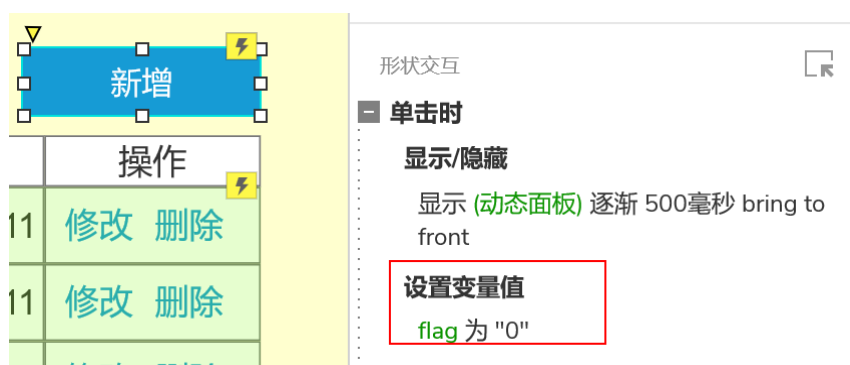 新增
操作
11 修改 删除
11 修改 删除
形状交互
单击时
显示/隐藏
显示 (动态面板) 逐渐 500毫秒 bring to
front
设置变量值
flag 为 "0"